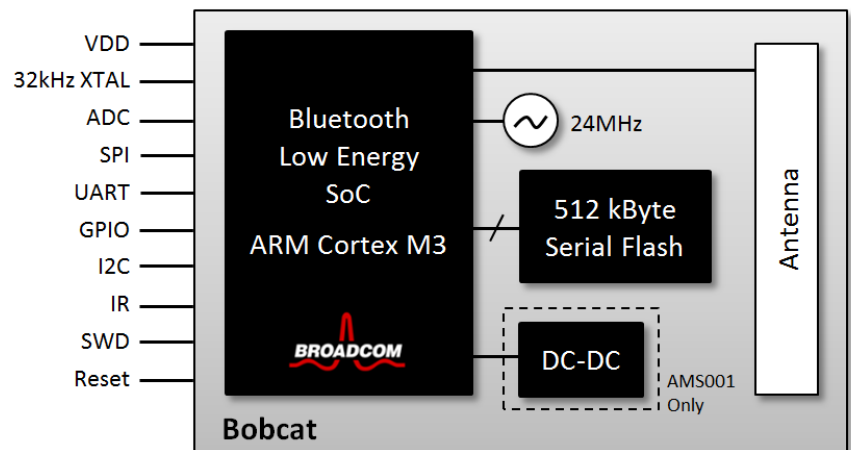 VDD
32kHz XTAL
ADC
SPI
UART
GPIO
I2C
IR
SWD
Reset
Bluetooth
Low Energy
SoC
ARM Cortex M3
BROADCOM
24MHz
512 kByte
Serial Flash
DC-DC
AMS001
Only
Antenna
Bobcat